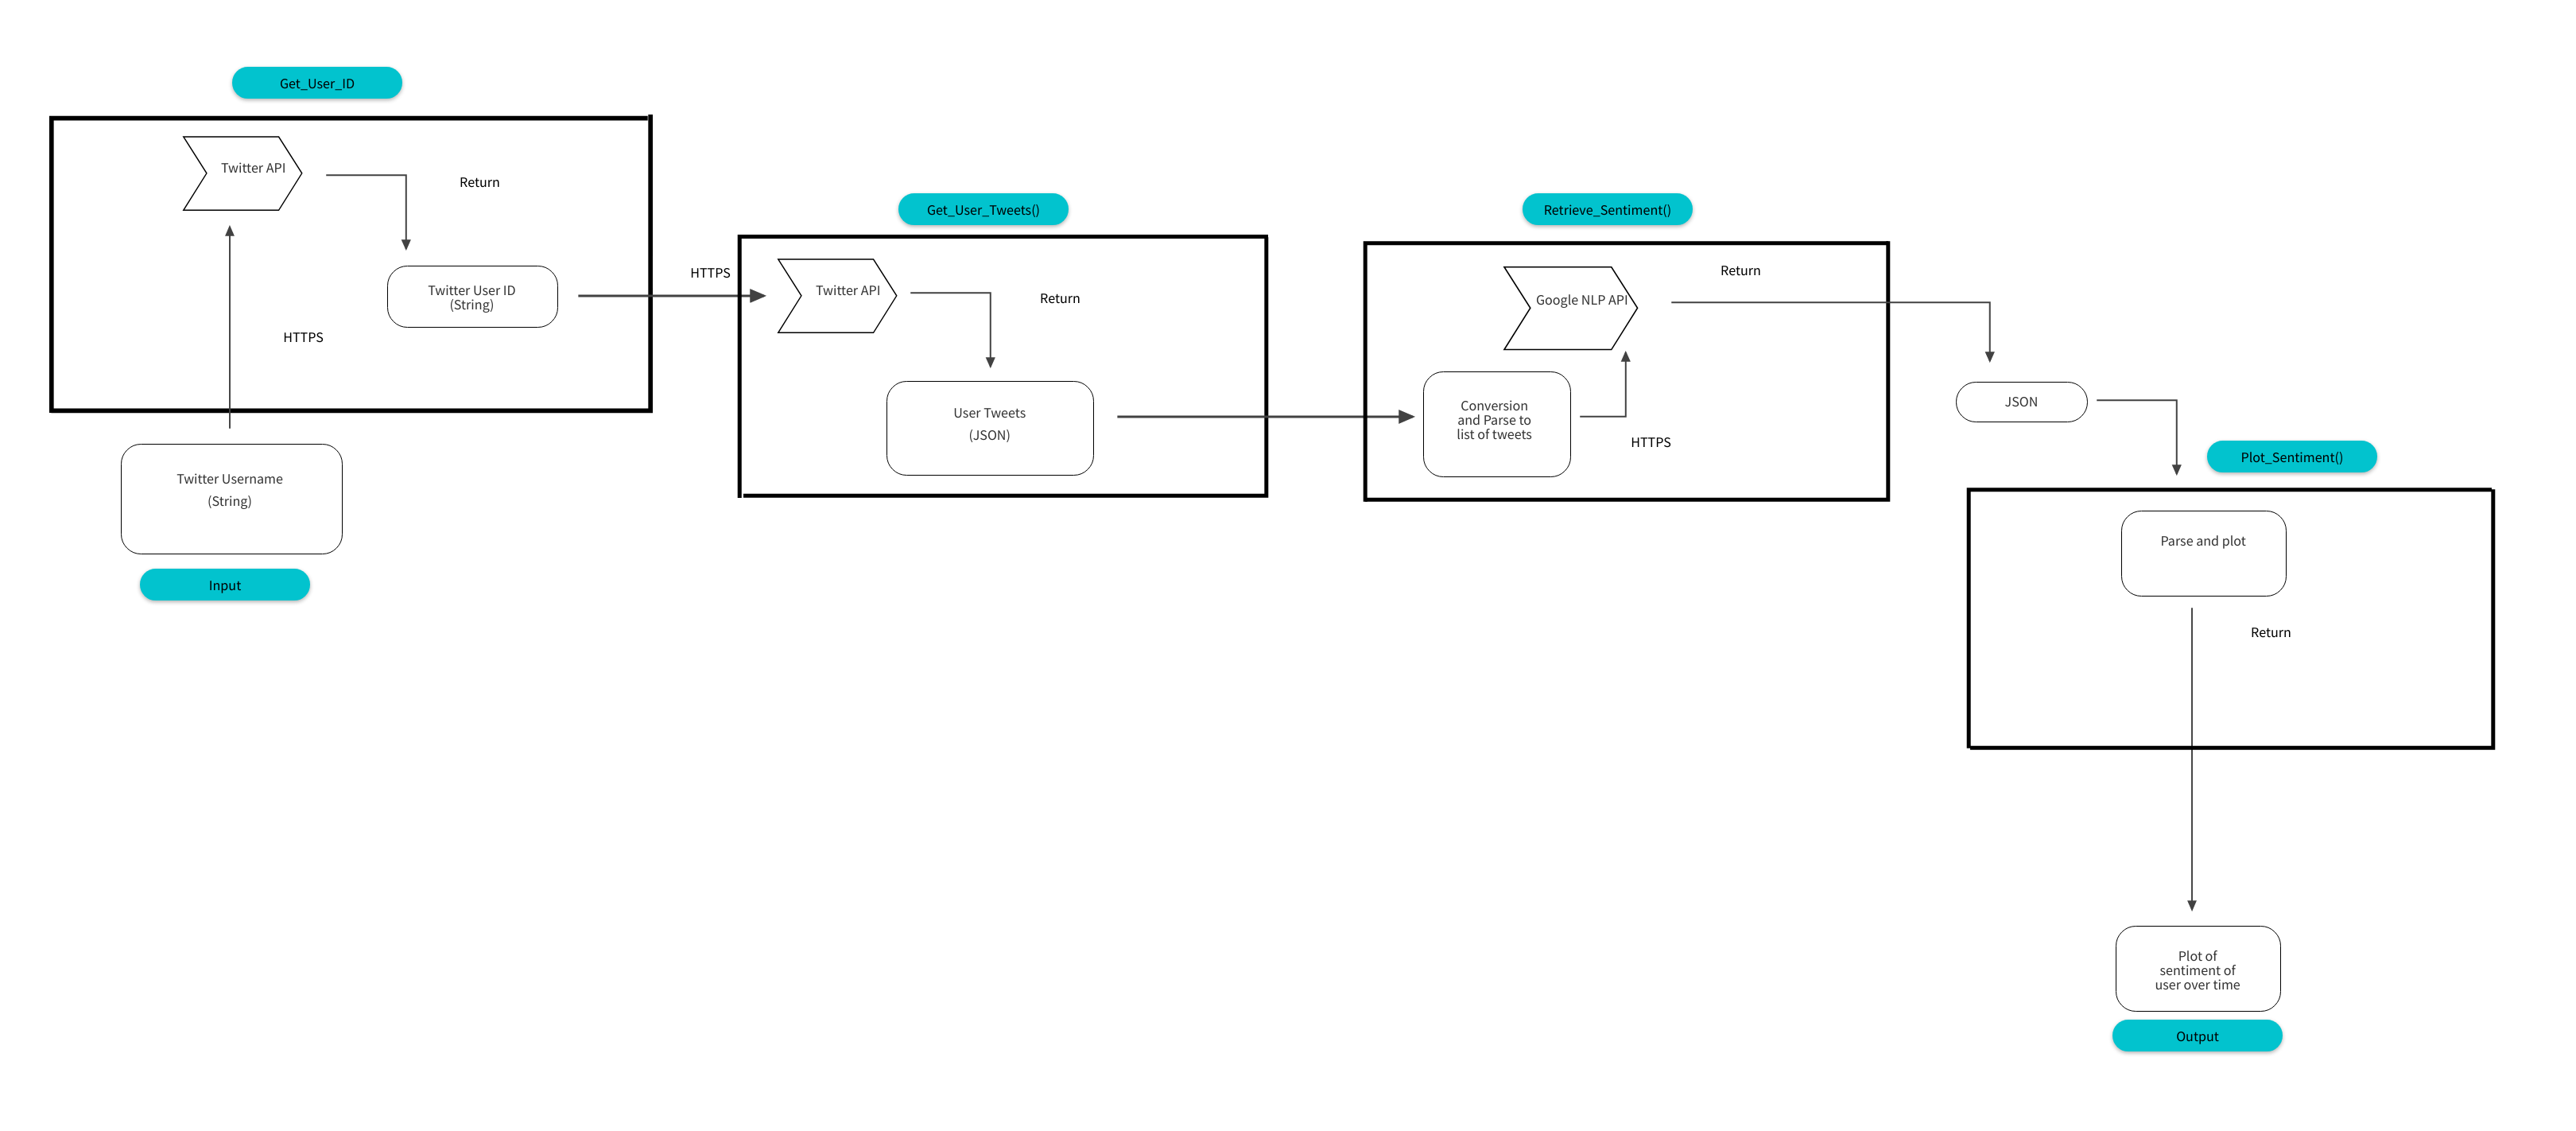 Get_User_ID
Twitter API
Return
Twitter User ID
(String)
HTTPS
Twitter Username
(String)
Input
HTTPS
Get_User_Tweets()
Twitter API
Return
User Tweets
(JSON)
Retrieve_Sentiment()
Return
Google NLP API
Conversion
and Parse to
list of tweets
HTTPS
JSON
Plot_Sentiment()
Parse and plot
Return
Plot of
sentiment of
user over time
Output